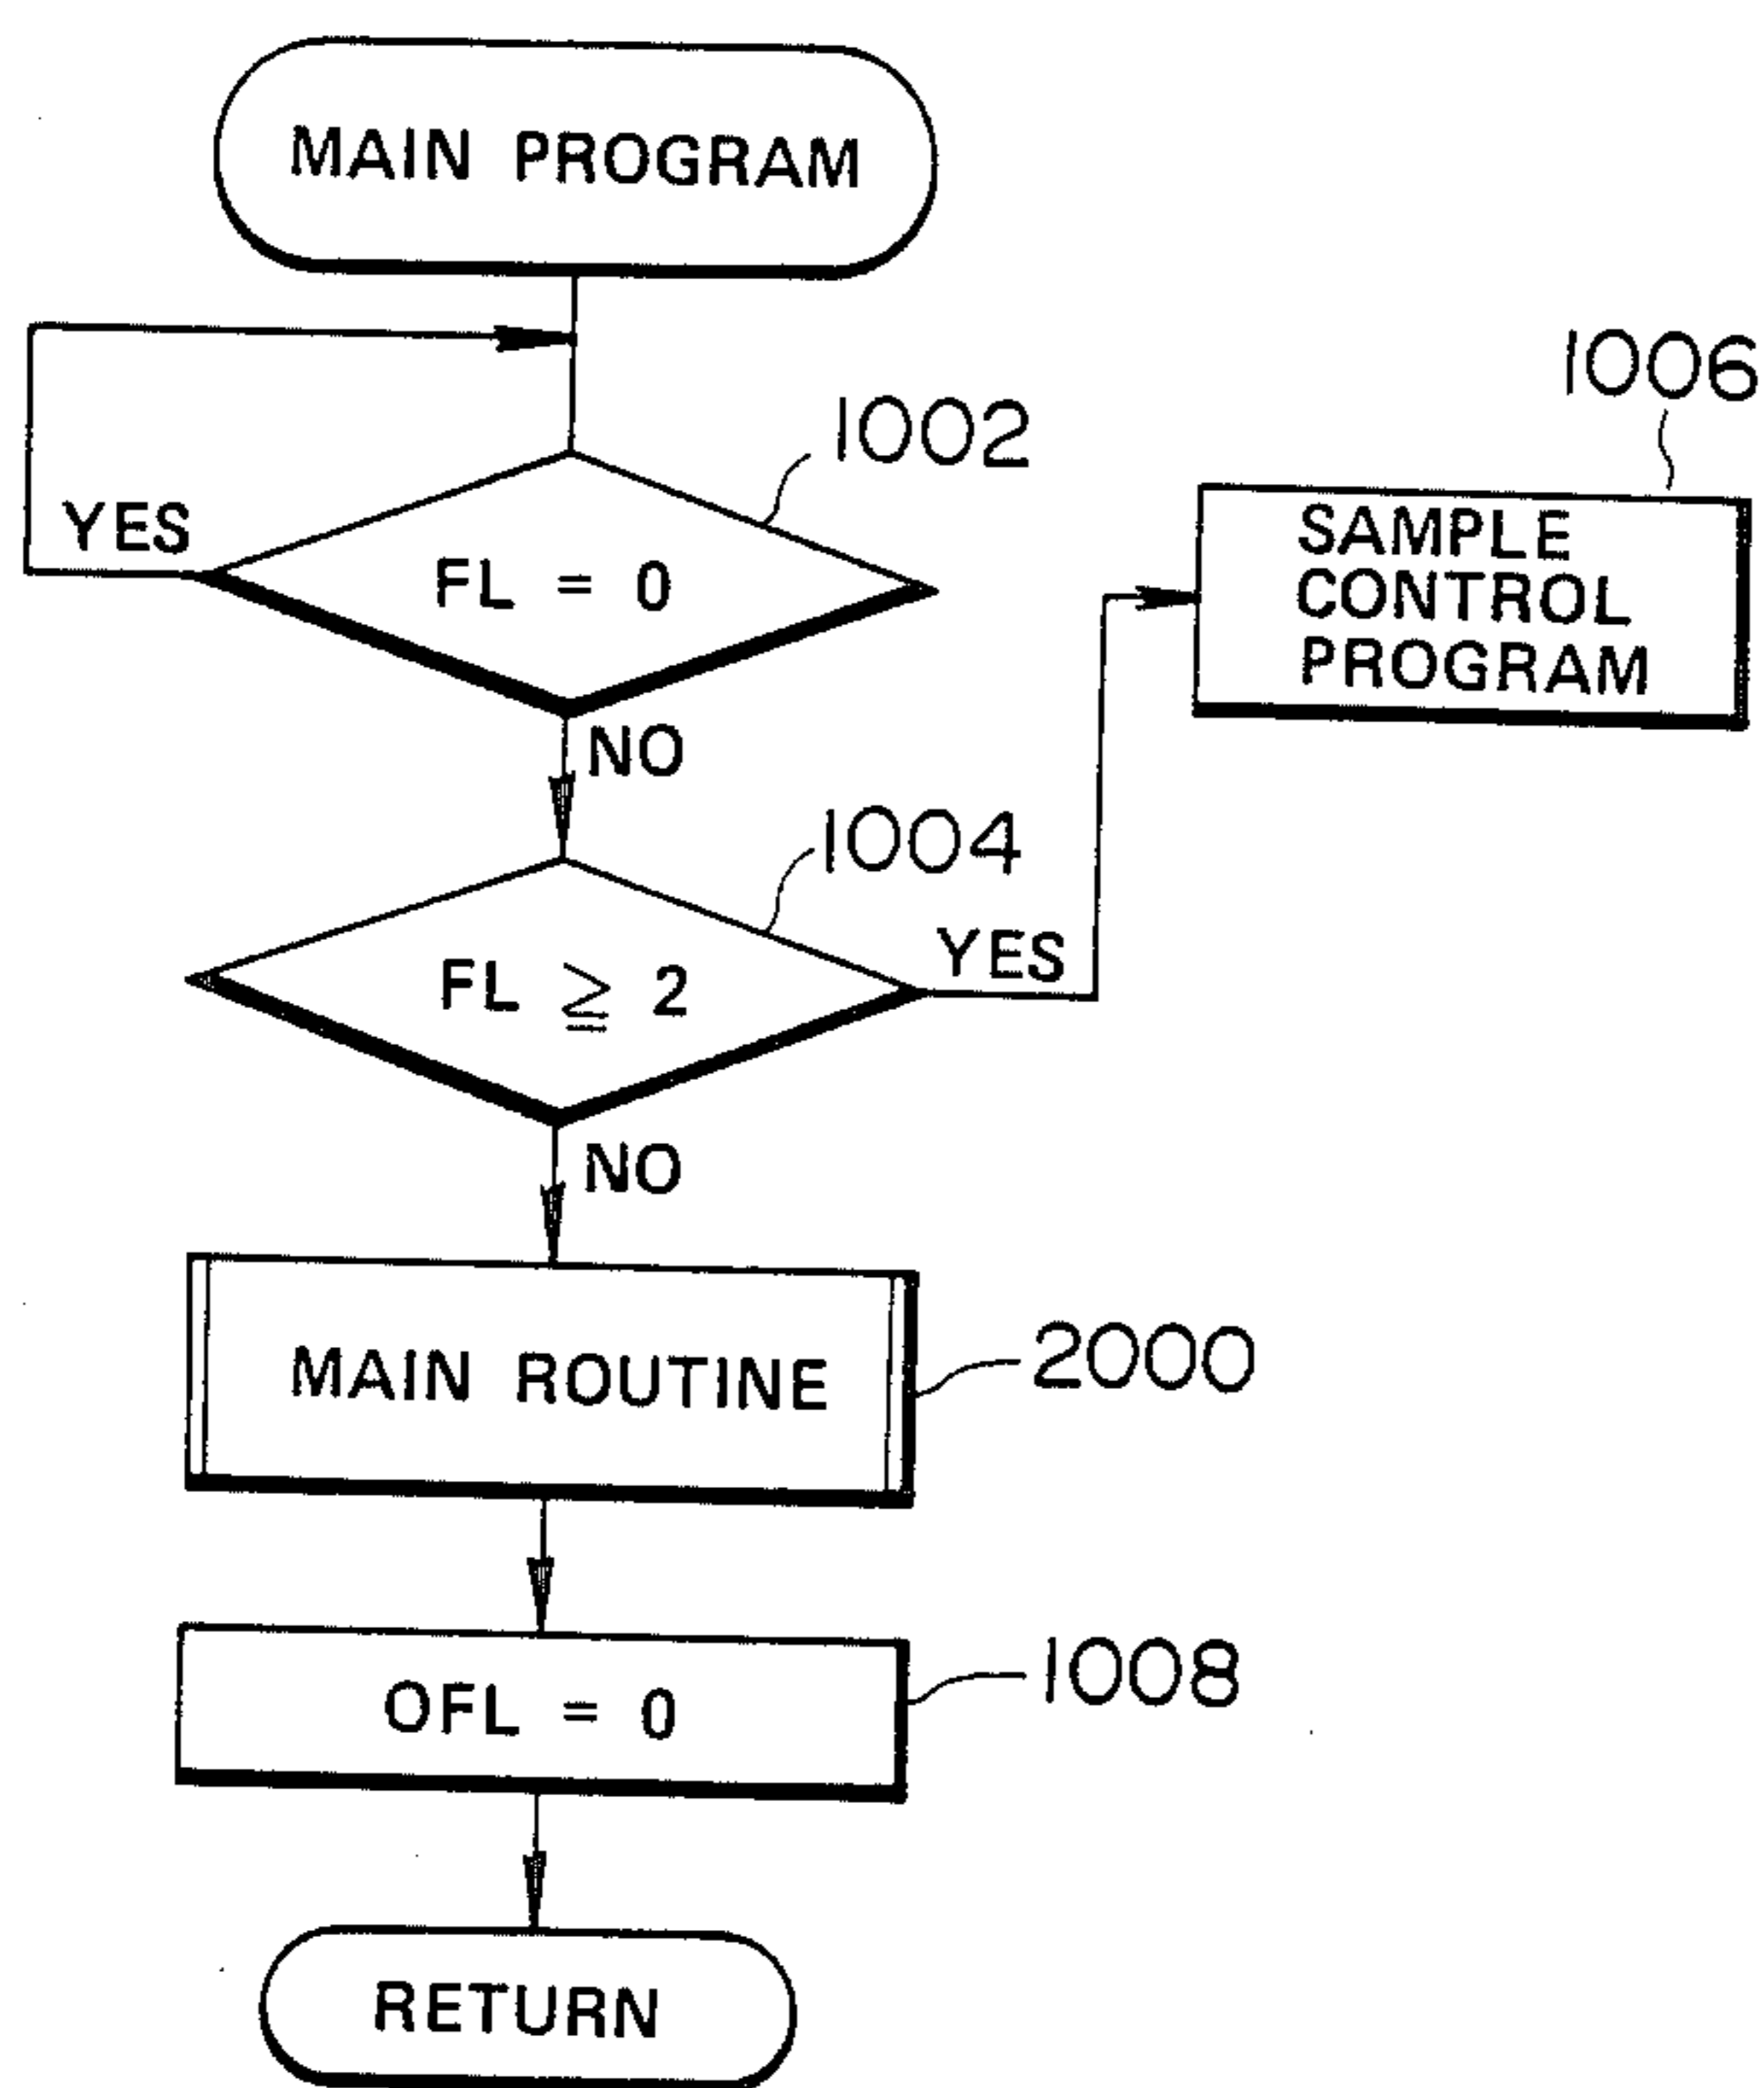 MAIN PROGRAM
1002
YES
FL = 0
NO
1006
SAMPLE
CONTROL
PROGRAM
1004
YES
FL ≧ 2
NO
MAIN ROUTINE
2000
OFL = 0
1008
RETURN